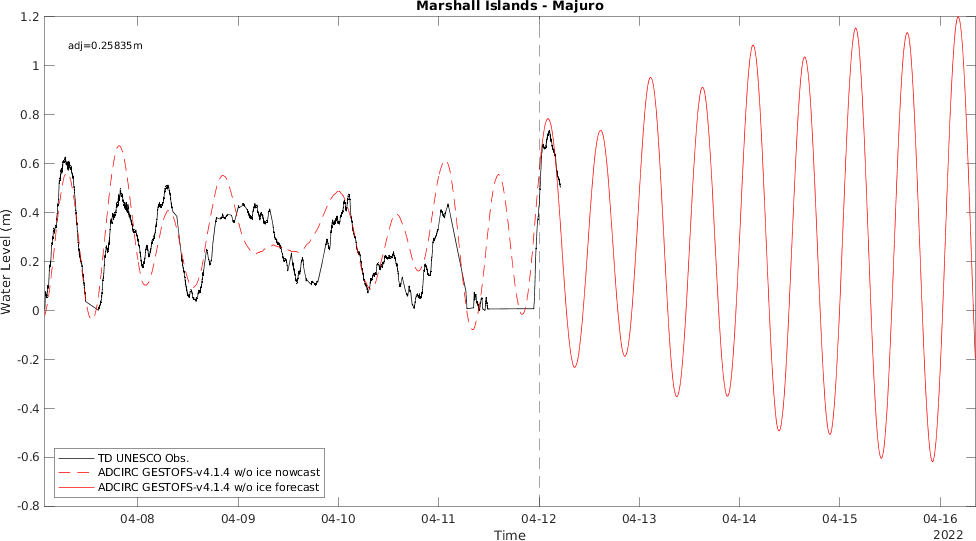 Marshall Islands - Majuro
adj=0.25835m
Water Level (m)
1.2
1
0.8
0.6
0.4
0.2
0
-0.2
-0.4
-0.6
-0.8
TD UNESCO Obs.
ADCIRC GESTOFS-v4.1.4 w/o ice nowcast
ADCIRC GESTOFS-v4.1.4 w/o ice forecast
04-08 04-09 04-10 04-11 04-12 04-13 04-14 04-15 04-16
Time
2022